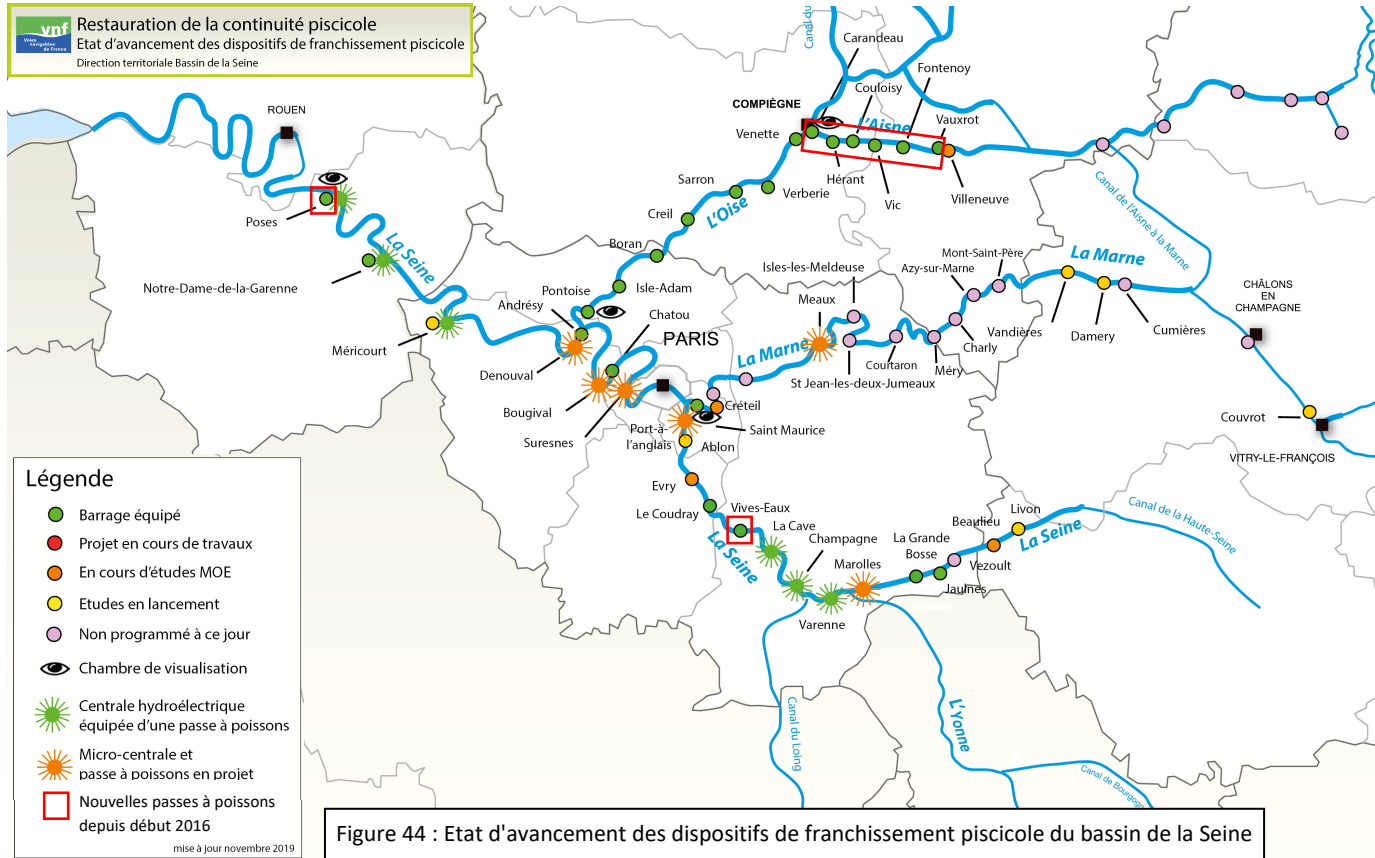 vnf
Voies
navigables
de France
Restauration de la continuité piscicole
Etat d'avancement des dispositifs de franchissement piscicole
Direction territoriale Bassin de la Seine
Canal du
Carandeau
Fontenoy
Couloisy
COMPIÈGNE
L'Aisne
Vauxrot
Venette
ROUEN
Hérant
Sarron
Verberie
Vic
Villeneuve
Canal de l'Aisne à la Marne
Poses
L'Oise
Creil
La Seine
Boran
Mont-Saint-Père
La Marne
Isles-les-Meldeuse
Azy-sur-Marne
Notre-Dame-de-la-Garenne
Pontoise
Isle-Adam
Meaux
CHÂLONS
EN
CHAMPAGNE
Andrésy
Chatou
PARIS
Vandières
Damery
Cumières
Méricourt
La Marne
Charly
Courtaron
Méry
Denouval
St Jean-les-deux-Jumeaux
Bougival
Créteil
Couvrot
Suresnes
Port-à-
l'anglais
Saint Maurice
Ablon
VITRY-LE-FRANÇOIS
Evry
Le Coudray
Vives-Eaux
La Cave
Livon
Beaulieu
Canal de la Haute-Seine
La Seine
Champagne
La Grande
Bosse
La Seine
Marolles
Vezoult
Jaulnes
Varenne
Canal du Loing
L'Yonne
Canal de Bourgogne
Légende
Barrage équipé
Projet en cours de travaux
En cours d'études MOE
Etudes en lancement
Non programmé à ce jour
Chambre de visualisation
Centrale hydroélectrique
équipée d'une passe à poissons
Micro-centrale et
passe à poissons en projet
Nouvelles passes à poissons
depuis début 2016
mise à jour novembre 2019
Figure 44 : Etat d'avancement des dispositifs de franchissement piscicole du bassin de la Seine